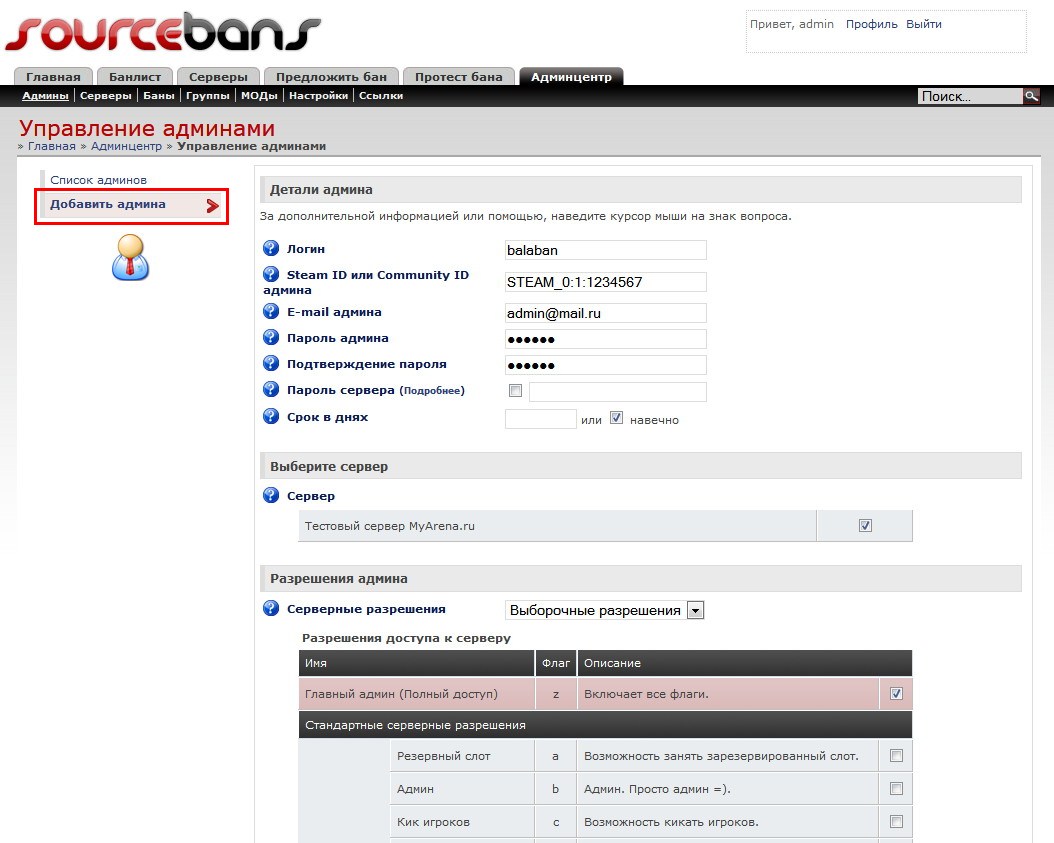 sourcebans
Привет, admin Профиль Выйти
Главная Банлист Серверы Предложить бан Протест бана Админцентр
Админы Серверы Баны Группы МОДы Настройки Ссылки Поиск...
Управление админами
» Главная » Админцентр » Управление админами
Список админов
Добавить админа
Детали админа
За дополнительной информацией или помощью, наведите курсор мыши на знак вопроса.
? Логин balaban
? Steam ID или Community ID
админа STEAM_0:1:1234567
? E-mail админа admin@mail.ru
? Пароль админа ●●●●●●
? Подтверждение пароля ●●●●●●
? Пароль сервера (Подробнее)
? Срок в днях или навечно
Выберите сервер
? Сервер
Тестовый сервер MyArena.ru
Разрешения админа
? Серверные разрешения Выборочные разрешения
Разрешения доступа к серверу
Имя Флаг Описание
Главный админ (Полный доступ) z Включает все флаги.
Стандартные серверные разрешения
Резервный слот a Возможность занять зарезервированный слот.
Админ b Админ. Просто админ =).
Кик игроков c Возможность кикать игроков.